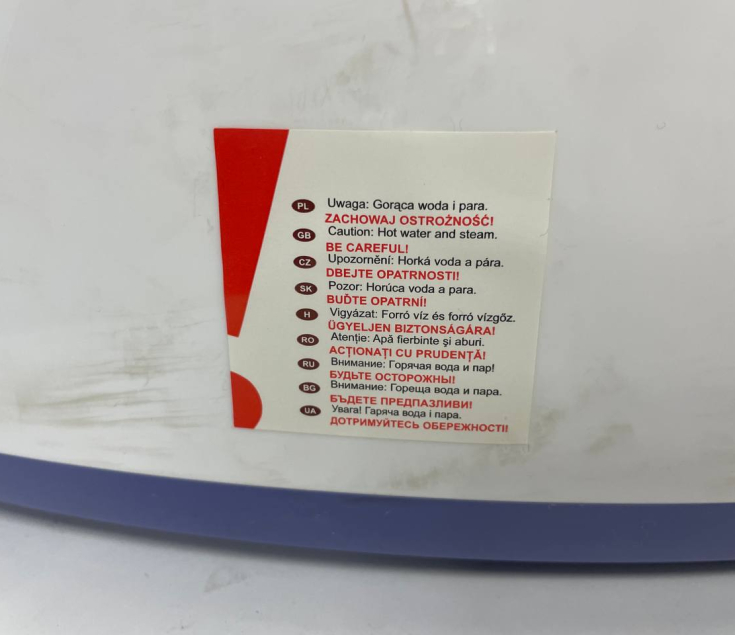 PL Uwaga: Gorąca woda i para.
ZACHOWAJ OSTROŻNOŚĆ!
GB Caution: Hot water and steam.
BE CAREFUL!
CZ Upozornění: Horká voda a pára.
DBEJTE OPATRNOSTI!
SK Pozor: Horúca voda a para.
BUĎTE OPATRNÍ!
H Vigyázat: Forró víz és forró vízgőz.
ÜGYELJEN BIZTONSÁGÁRA!
RO Atenție: Apă fierbinte şi aburi.
ACȚIONAȚI CU PRUDENȚĂ!
RU Внимание: Горячая вода и пар!
БУДЬТЕ ОСТОРОЖНЫ!
BG Внимание: Гореща вода и пара.
БЪДЕТЕ ПРЕДПАЗЛИВИ!
UA Увага! Гаряча вода і пара.
ДОТРИМУЙТЕСЬ ОБЕРЕЖНОСТІ!